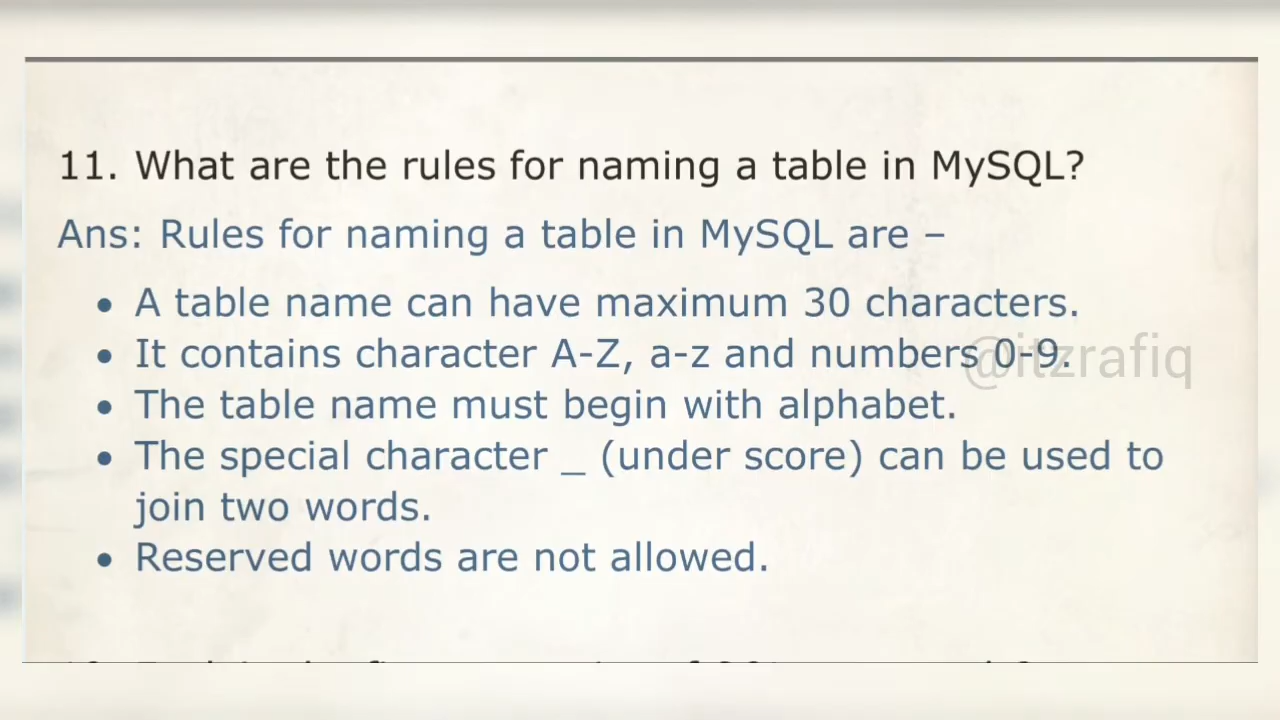 11. What are the rules for naming a table in MySQL?
Ans: Rules for naming a table in MySQL are –
• A table name can have maximum 30 characters.
• It contains character A-Z, a-z and numbers 0-9.
@itzrafiq
• The table name must begin with alphabet.
• The special character _ (under score) can be used to
join two words.
• Reserved words are not allowed.